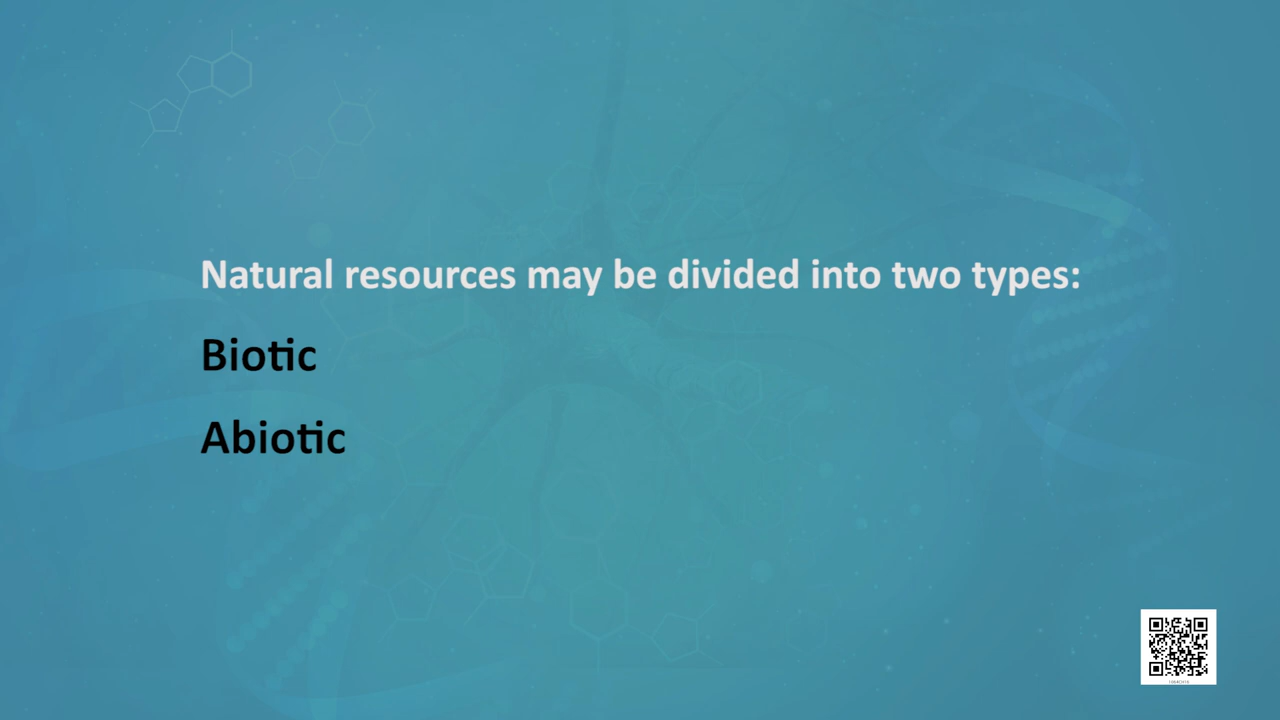 Natural resources may be divided into two types:
Biotic
Abiotic